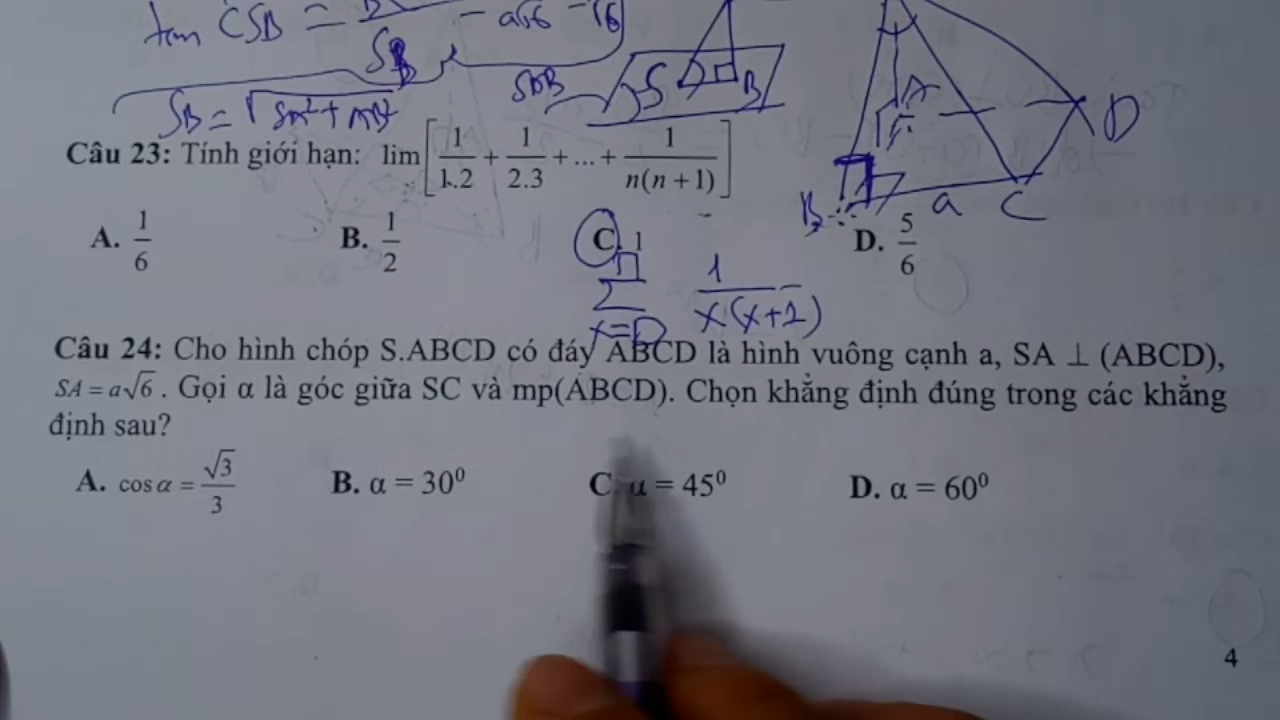 tan CSB = — a√6 √6
SB
SB = √SA²+AB²
S B
A
D
B a C
Câu 23: Tính giới hạn: lim[1/1.2 + 1/2.3 + ... + 1/n(n+1)]
A. 1/6 B. 1/2 C. 1 D. 5/6
∑ 1/x(x+1)
Câu 24: Cho hình chóp S.ABCD có đáy ABCD là hình vuông cạnh a, SA ⊥ (ABCD),
SA = a√6. Gọi α là góc giữa SC và mp(ABCD). Chọn khẳng định đúng trong các khẳng
định sau?
A. cos α = √3/3 B. α = 30⁰ C. α = 45⁰ D. α = 60⁰
4